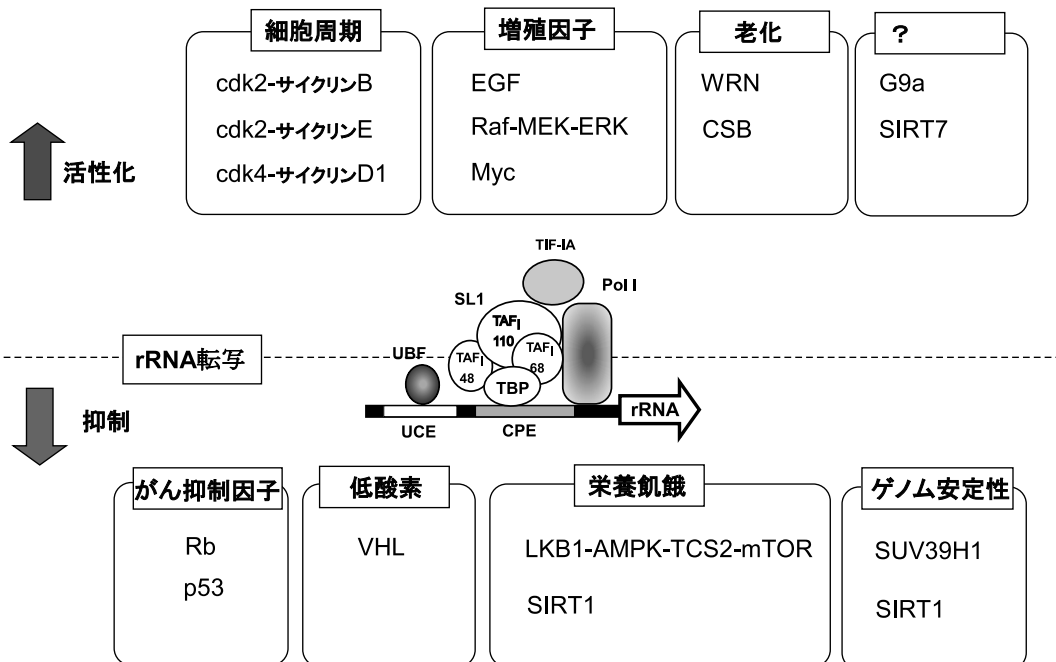 細胞周期
cdk2-サイクリンB
cdk2-サイクリンE
cdk4-サイクリンD1
増殖因子
EGF
Raf-MEK-ERK
Myc
老化
WRN
CSB
?
G9a
SIRT7
活性化
TIF-IA
Pol I
SL1
TAFI
110
TAFI
48
TAFI
68
TBP
UBF
rRNA転写
UCE
CPE
rRNA
抑制
がん抑制因子
Rb
p53
低酸素
VHL
栄養飢餓
LKB1-AMPK-TCS2-mTOR
SIRT1
ゲノム安定性
SUV39H1
SIRT1